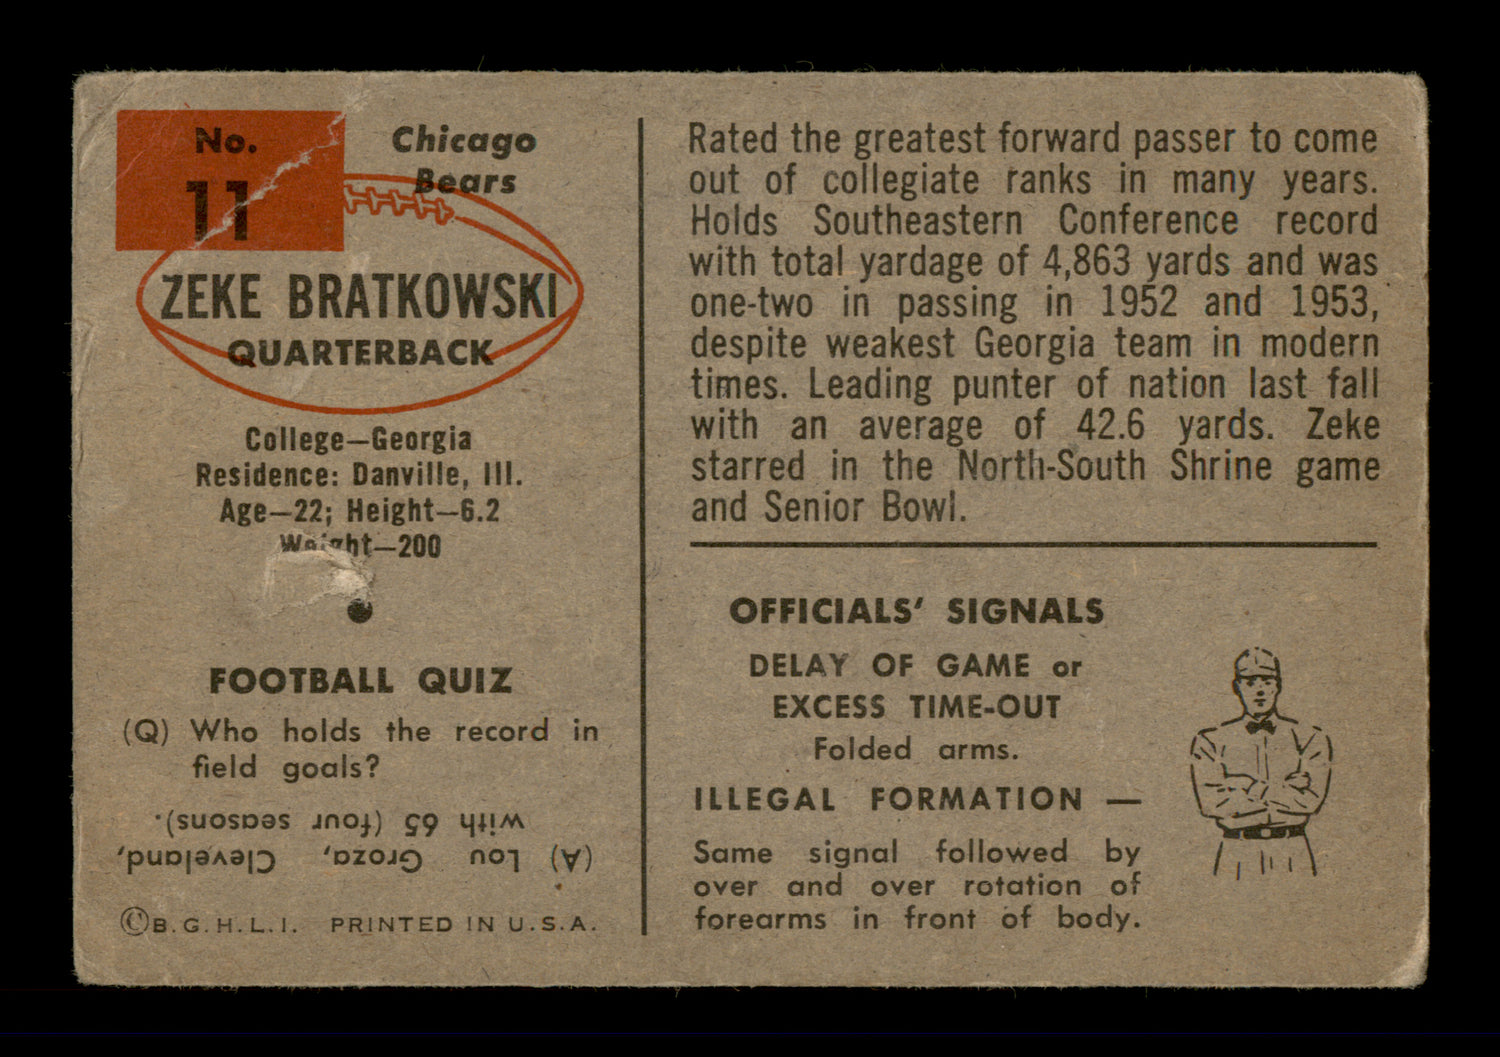 No.
11
Chicago
Bears
ZEKE BRATKOWSKI
QUARTERBACK
College—Georgia
Residence: Danville, Ill.
Age—22; Height—6.2
Weight—200
FOOTBALL QUIZ
(Q) Who holds the record in
field goals?
(A) Lou Groza, Cleveland,
with 65 (four seasons).
©B.G.H.L.I. PRINTED IN U.S.A.
Rated the greatest forward passer to come
out of collegiate ranks in many years.
Holds Southeastern Conference record
with total yardage of 4,863 yards and was
one-two in passing in 1952 and 1953,
despite weakest Georgia team in modern
times. Leading punter of nation last fall
with an average of 42.6 yards. Zeke
starred in the North-South Shrine game
and Senior Bowl.
OFFICIALS' SIGNALS
DELAY OF GAME or
EXCESS TIME-OUT
Folded arms.
ILLEGAL FORMATION —
Same signal followed by
over and over rotation of
forearms in front of body.